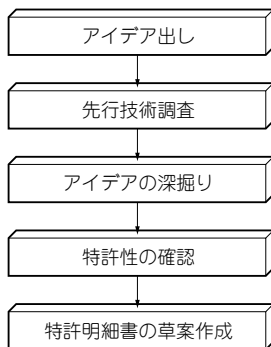 アイデア出し
先行技術調査
アイデアの深掘り
特許性の確認
特許明細書の草案作成